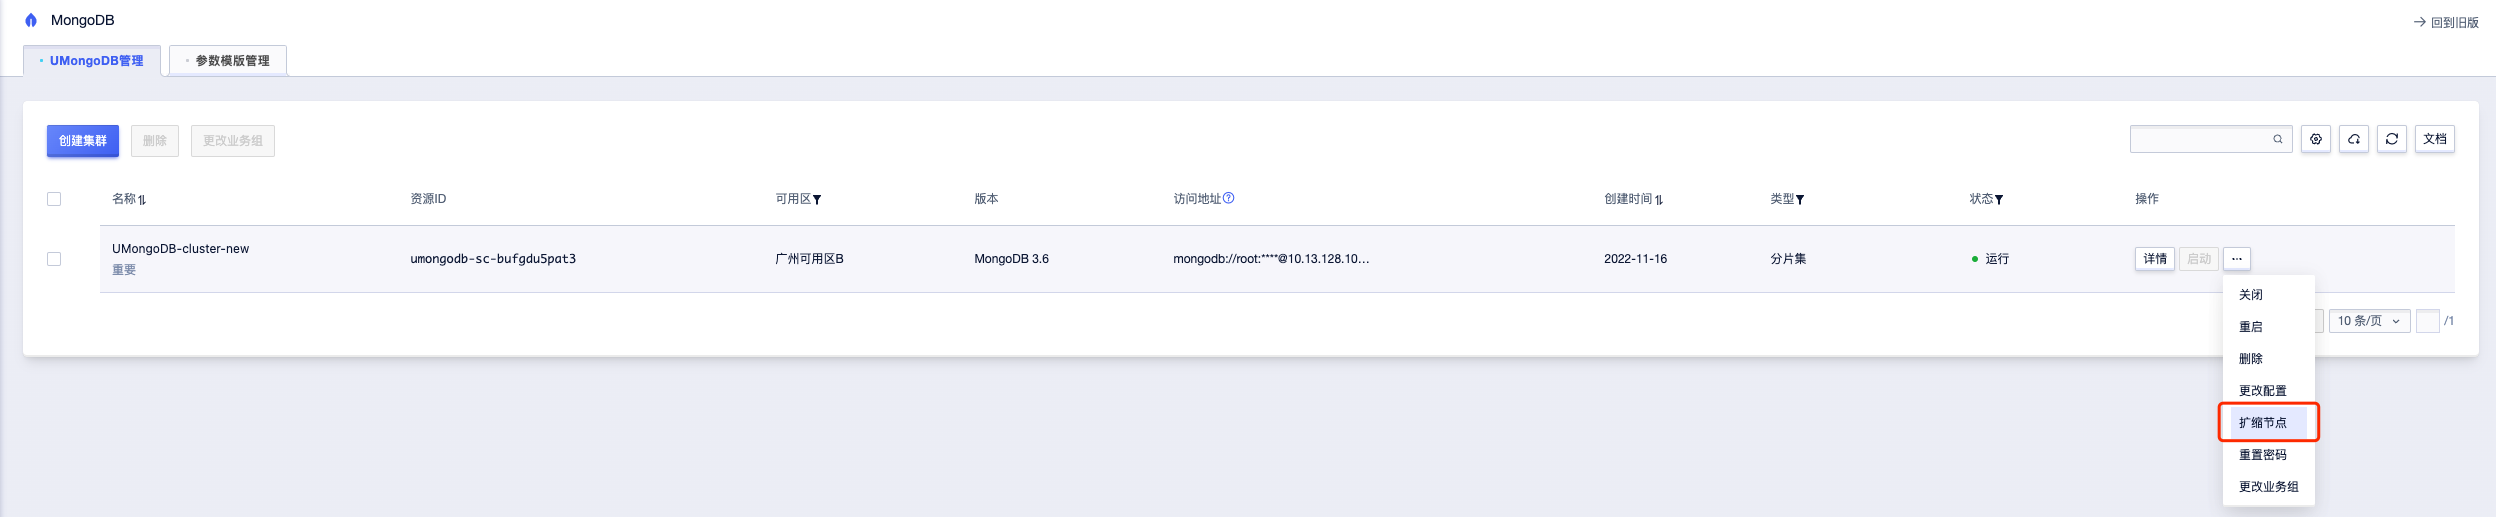 MongoDB
回到旧版
UMongoDB管理
参数模版管理
创建集群 删除 更改业务组 文档
名称 资源ID 可用区 版本 访问地址 创建时间 类型 状态 操作
UMongoDB-cluster-new
重要
umongodb-sc-bufgdu5pat3
广州可用区B
MongoDB 3.6
mongodb://root:****@10.13.128.10...
2022-11-16
分片集
运行
详情 启动 ...
关闭
重启
删除
更改配置
扩缩节点
重置密码
更改业务组
10 条/页 /1